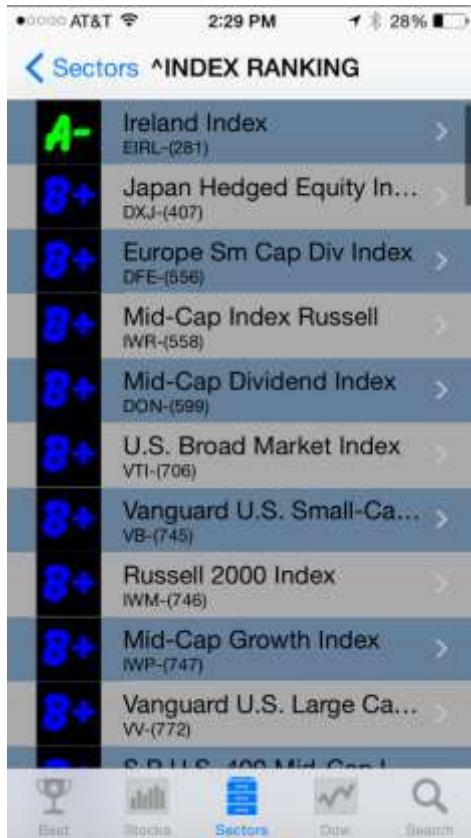 AT&T 2:29 PM 28%
Sectors ^INDEX RANKING
A- Ireland Index
EIRL-(281)
B+ Japan Hedged Equity In...
DXJ-(407)
B+ Europe Sm Cap Div Index
DFE-(556)
B+ Mid-Cap Index Russell
IWR-(558)
B+ Mid-Cap Dividend Index
DON-(599)
B+ U.S. Broad Market Index
VTI-(706)
B+ Vanguard U.S. Small-Ca...
VB-(745)
B+ Russell 2000 Index
IWM-(746)
B+ Mid-Cap Growth Index
IWP-(747)
B+ Vanguard U.S. Large Ca...
VV-(772)
B+ S&P U.S. 400 Mid-Cap I...
Best Stocks Sectors Dow Search